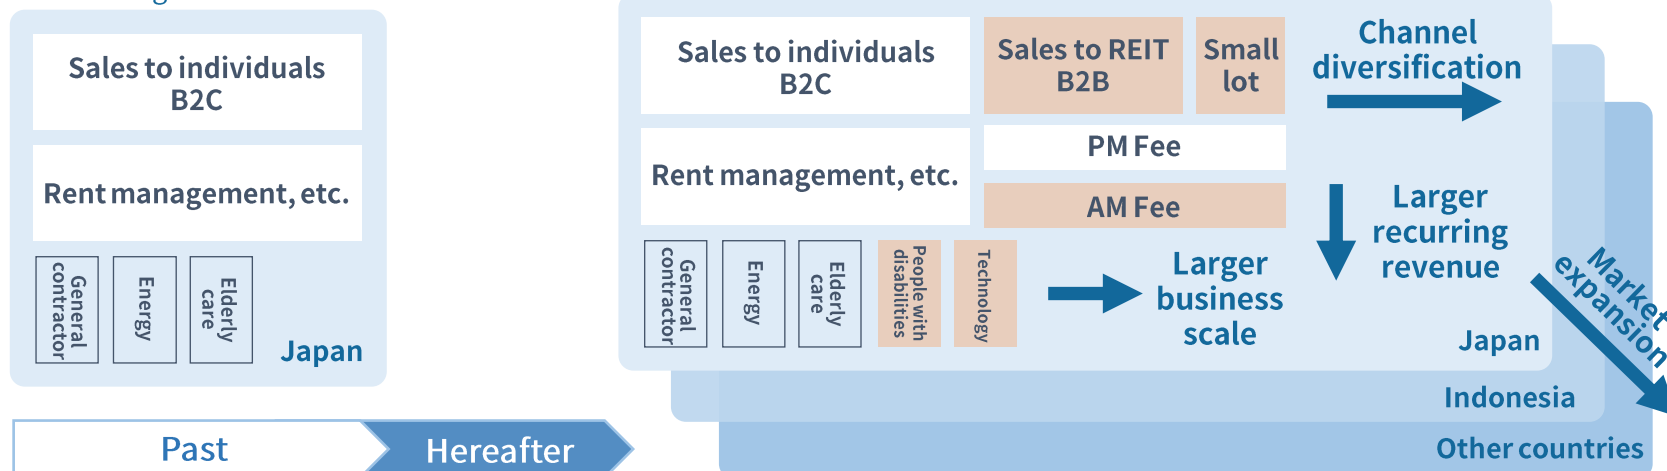 Sales to individuals
B2C
Rent management, etc.
General
contractor
Energy
Elderly
care
Japan
Past
Hereafter
Sales to individuals
B2C
Sales to REIT
B2B
Small
lot
Channel
diversification
Rent management, etc.
PM Fee
AM Fee
General
contractor
Energy
Elderly
care
People with
disabilities
Technology
Larger
business
scale
Larger
recurring
revenue
Market
expansion
Japan
Indonesia
Other countries